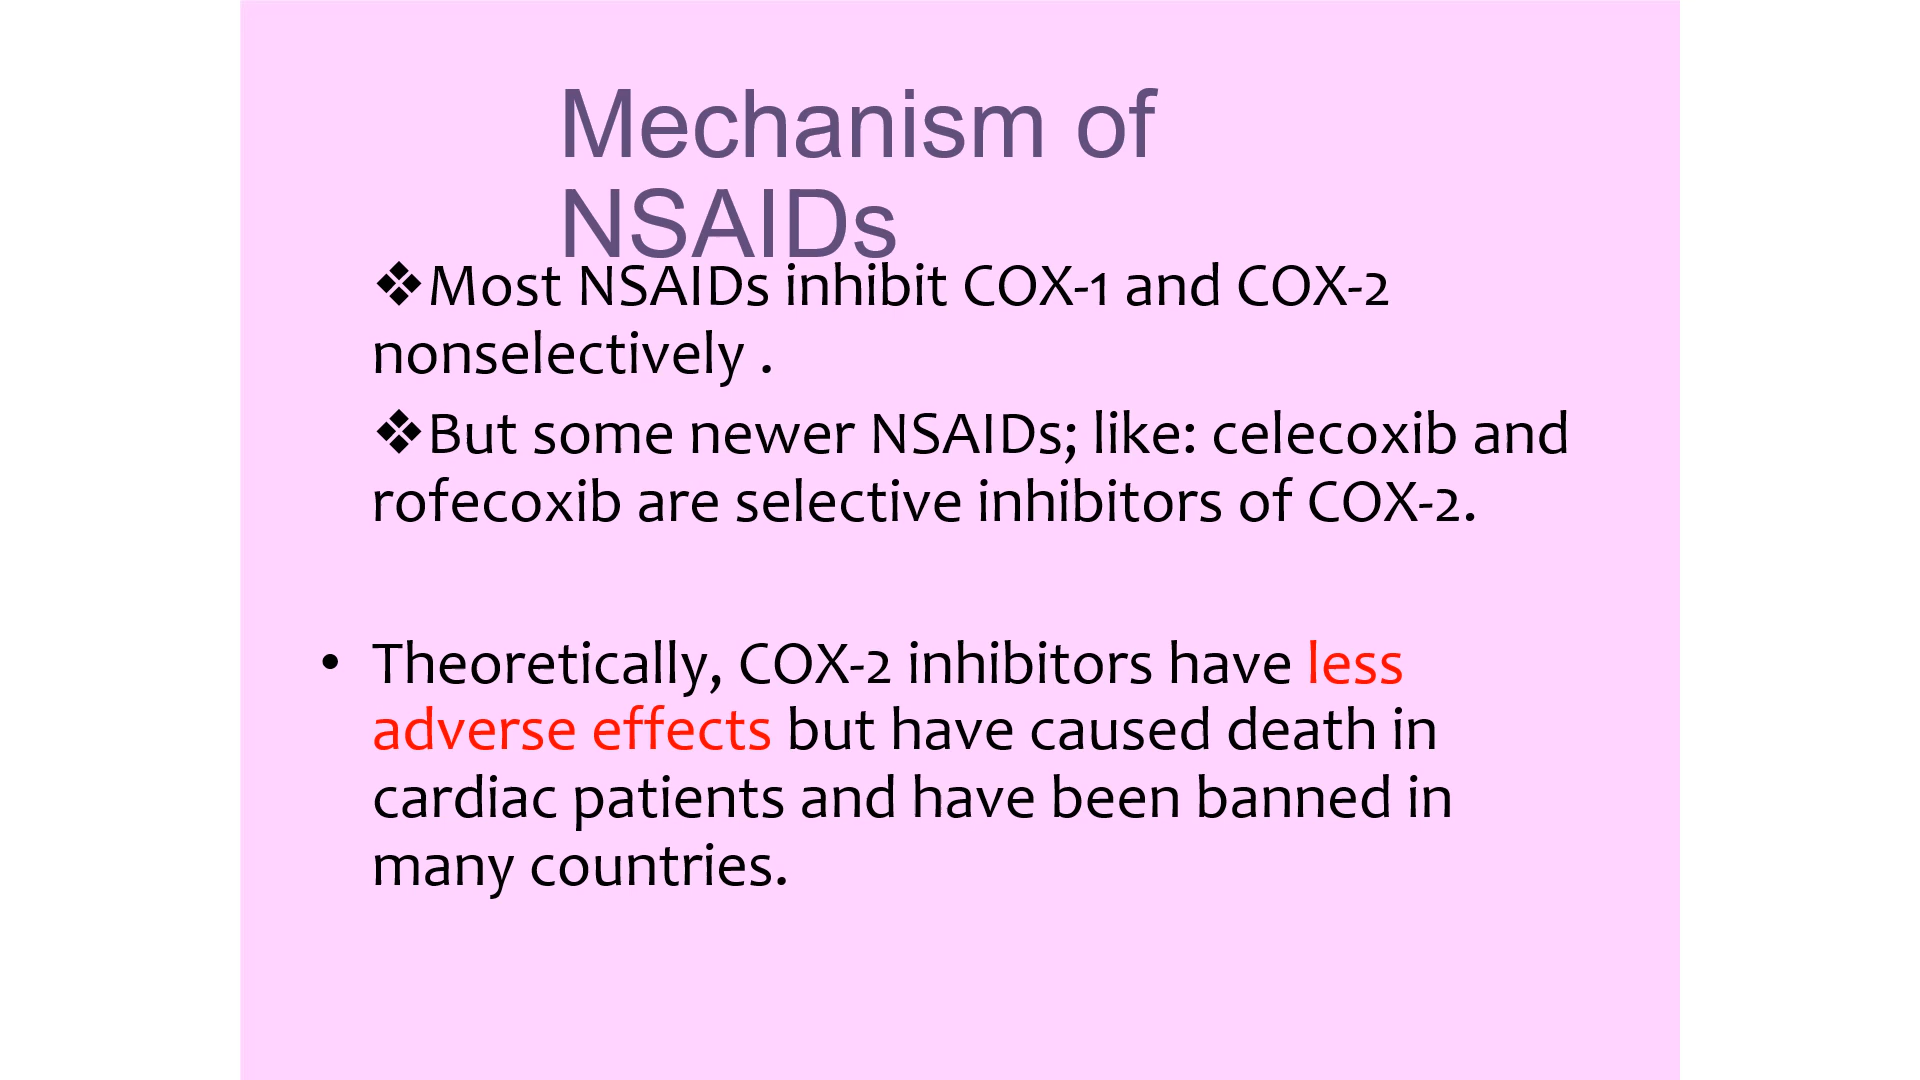 Mechanism of
NSAIDs
❖Most NSAIDs inhibit COX-1 and COX-2
nonselectively .
❖But some newer NSAIDs; like: celecoxib and
rofecoxib are selective inhibitors of COX-2.
• Theoretically, COX-2 inhibitors have less
adverse effects but have caused death in
cardiac patients and have been banned in
many countries.